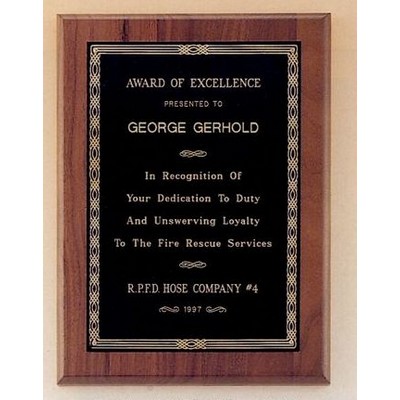 AWARD OF EXCELLENCE
PRESENTED TO
GEORGE GERHOLD
In Recognition Of
Your Dedication To Duty
And Unswerving Loyalty
To The Fire Rescue Services
R.P.F.D. HOSE COMPANY #4
1997